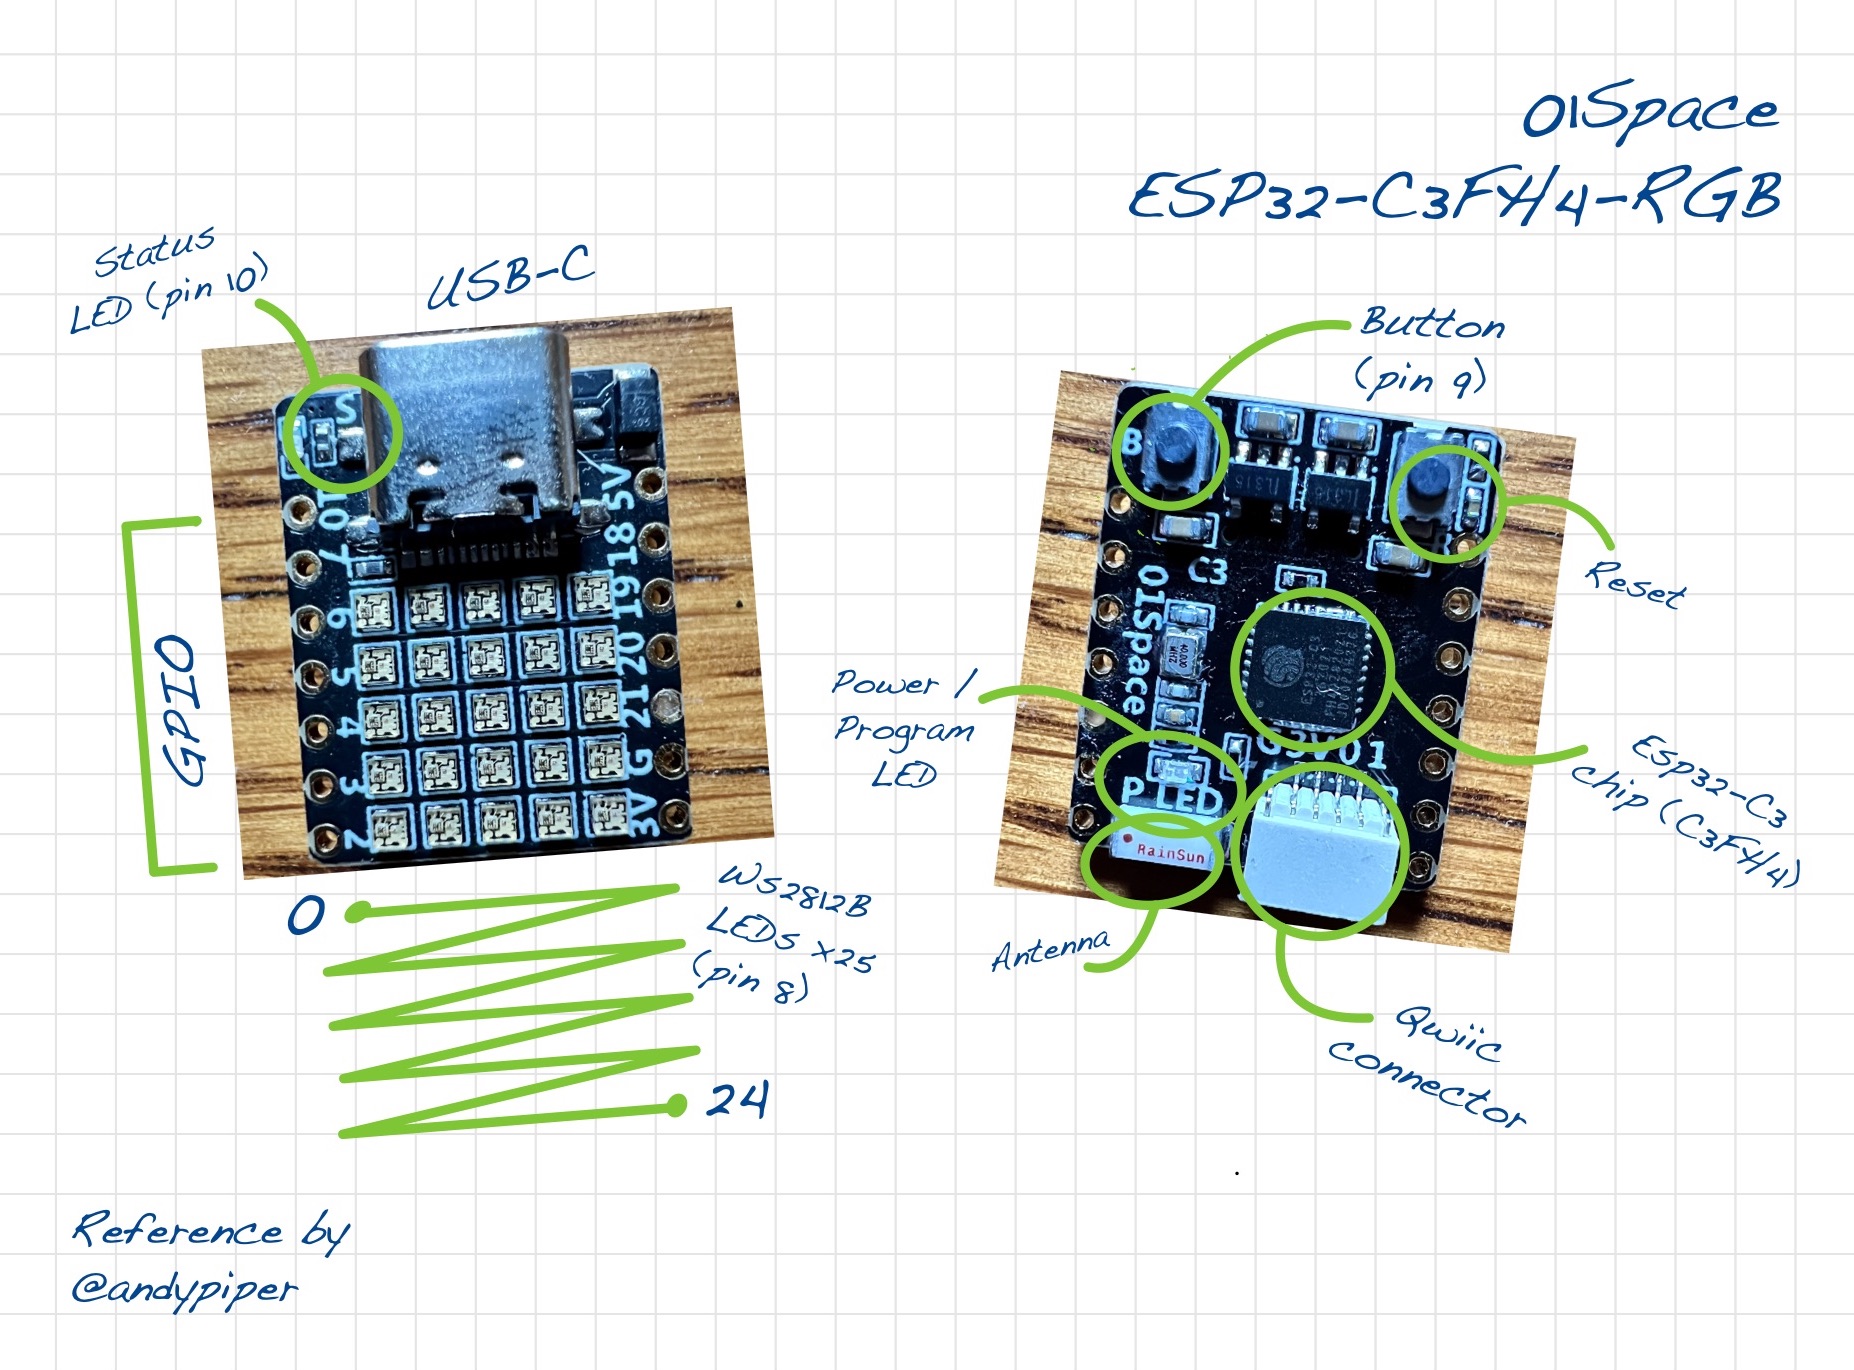 01Space
ESP32-C3FH4-RGB
Status
LED (pin 10)
USB-C
S
5V
10
18
7
19
6
20
5
21
4
G
3
3V
2
GPIO
0
24
WS2812B
LEDs x25
(pin 8)
Button
(pin 9)
B
Reset
C3
01Space
Power /
Program
LED
P LED
RainSun
Antenna
ESP32-C3
chip (C3FH4)
Qwiic
connector
Reference by
@andypiper